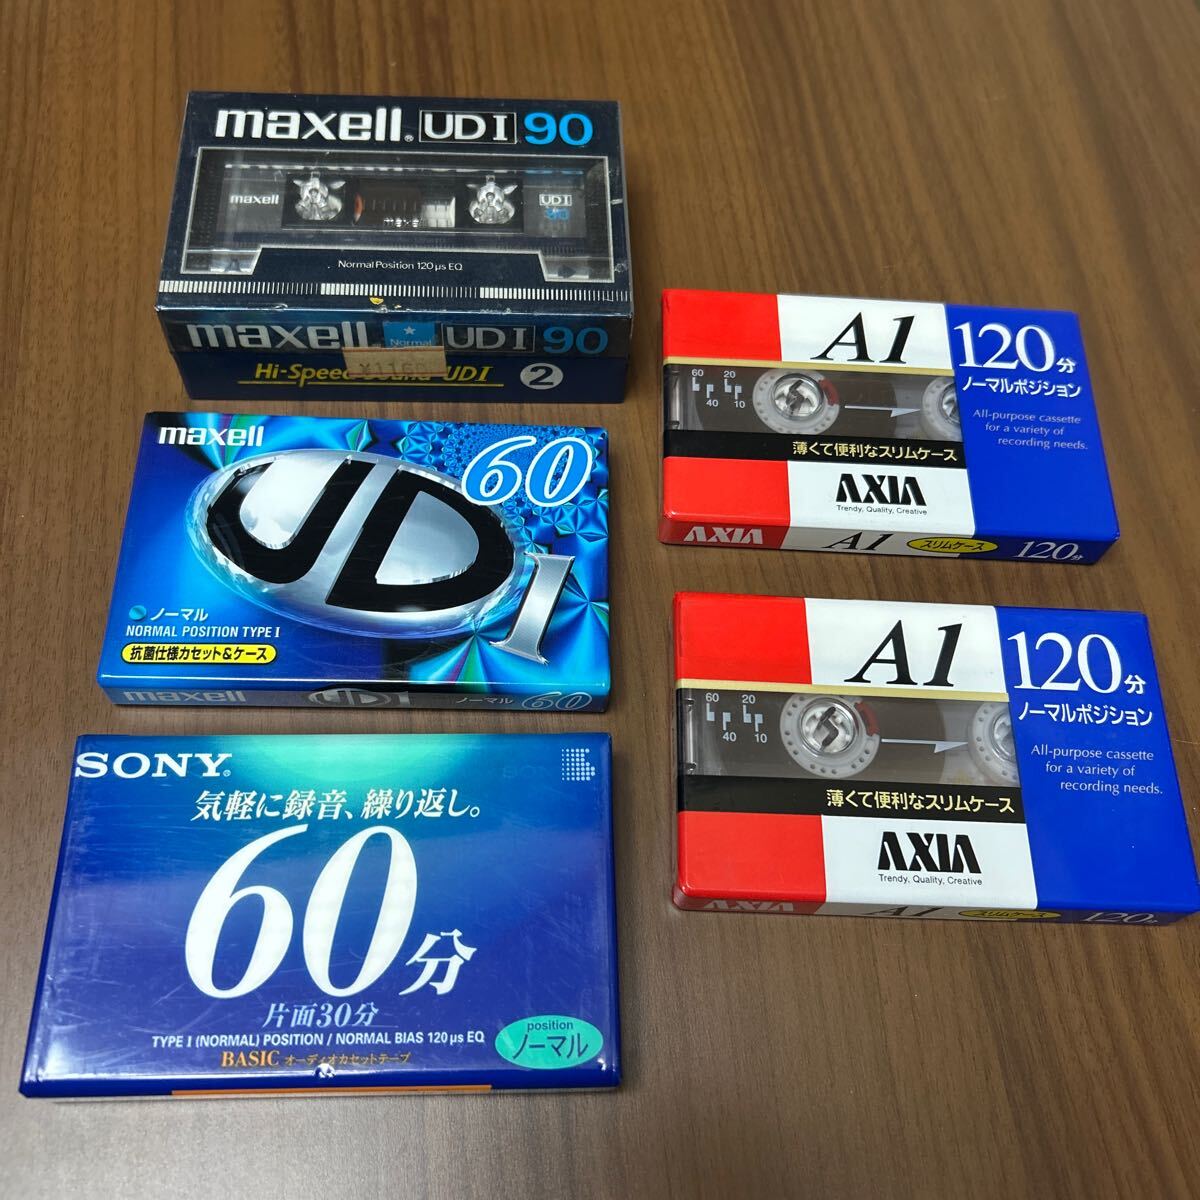 maxell® UD I 90
maxell
UD I
90
Normal Position 120 µs EQ
maxell Normal UD I 90
Hi-Speed Sound UD I 2
maxell
60
UD I
ノーマル
NORMAL POSITION TYPE I
抗菌仕様カセット&ケース
maxell UD I ノーマル 60
SONY®
気軽に録音、繰り返し。
60分
片面30分
TYPE I (NORMAL) POSITION / NORMAL BIAS 120 µs EQ
BASIC オーディオカセットテープ
position
ノーマル
A1
120分
ノーマルポジション
All-purpose cassette
for a variety of
recording needs.
60 20
40 10
薄くて便利なスリムケース
AXIA
Trendy, Quality, Creative
AXIA A1 スリムケース 120分
A1
120分
ノーマルポジション
All-purpose cassette
for a variety of
recording needs.
60 20
40 10
薄くて便利なスリムケース
AXIA
Trendy, Quality, Creative
AXIA A1 スリムケース 120分